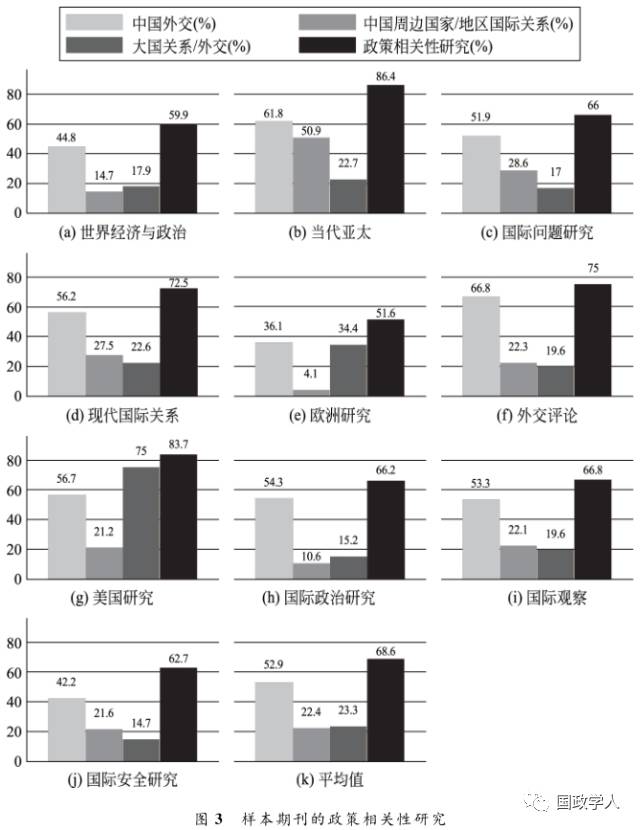 中国外交(%) 中国周边国家/地区国际关系(%)
大国关系/外交(%) 政策相关性研究(%)
80
60
40
20
0
44.8 14.7 17.9 59.9
61.8 50.9 22.7 86.4
51.9 28.6 17 66
(a) 世界经济与政治 (b) 当代亚太 (c) 国际问题研究
80
60
40
20
0
56.2 27.5 22.6 72.5
36.1 4.1 34.4 51.6
66.8 22.3 19.6 75
(d) 现代国际关系 (e) 欧洲研究 (f) 外交评论
80
60
40
20
0
56.7 21.2 75 83.7
54.3 10.6 15.2 66.2
53.3 22.1 19.6 66.8
(g) 美国研究 (h) 国际政治研究 (i) 国际观察
80
60
40
20
0
42.2 21.6 14.7 62.7
52.9 22.4 23.3 68.6
(j) 国际安全研究 (k) 平均值
国政学人
图 3 样本期刊的政策相关性研究